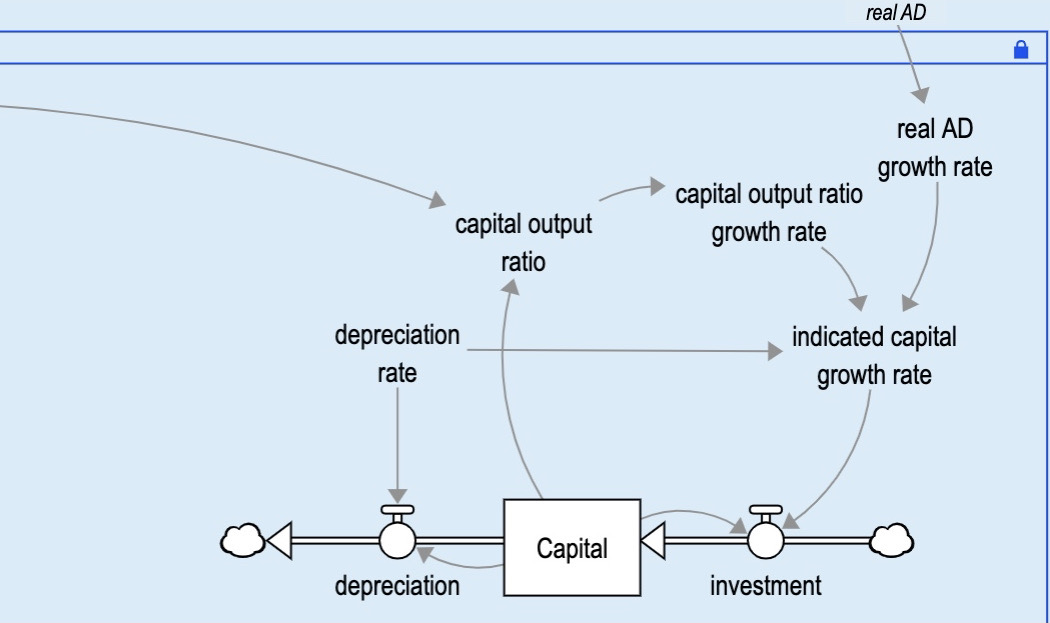 real AD
real AD
growth rate
capital output ratio
growth rate
capital output
ratio
depreciation
rate
indicated capital
growth rate
Capital
depreciation
investment